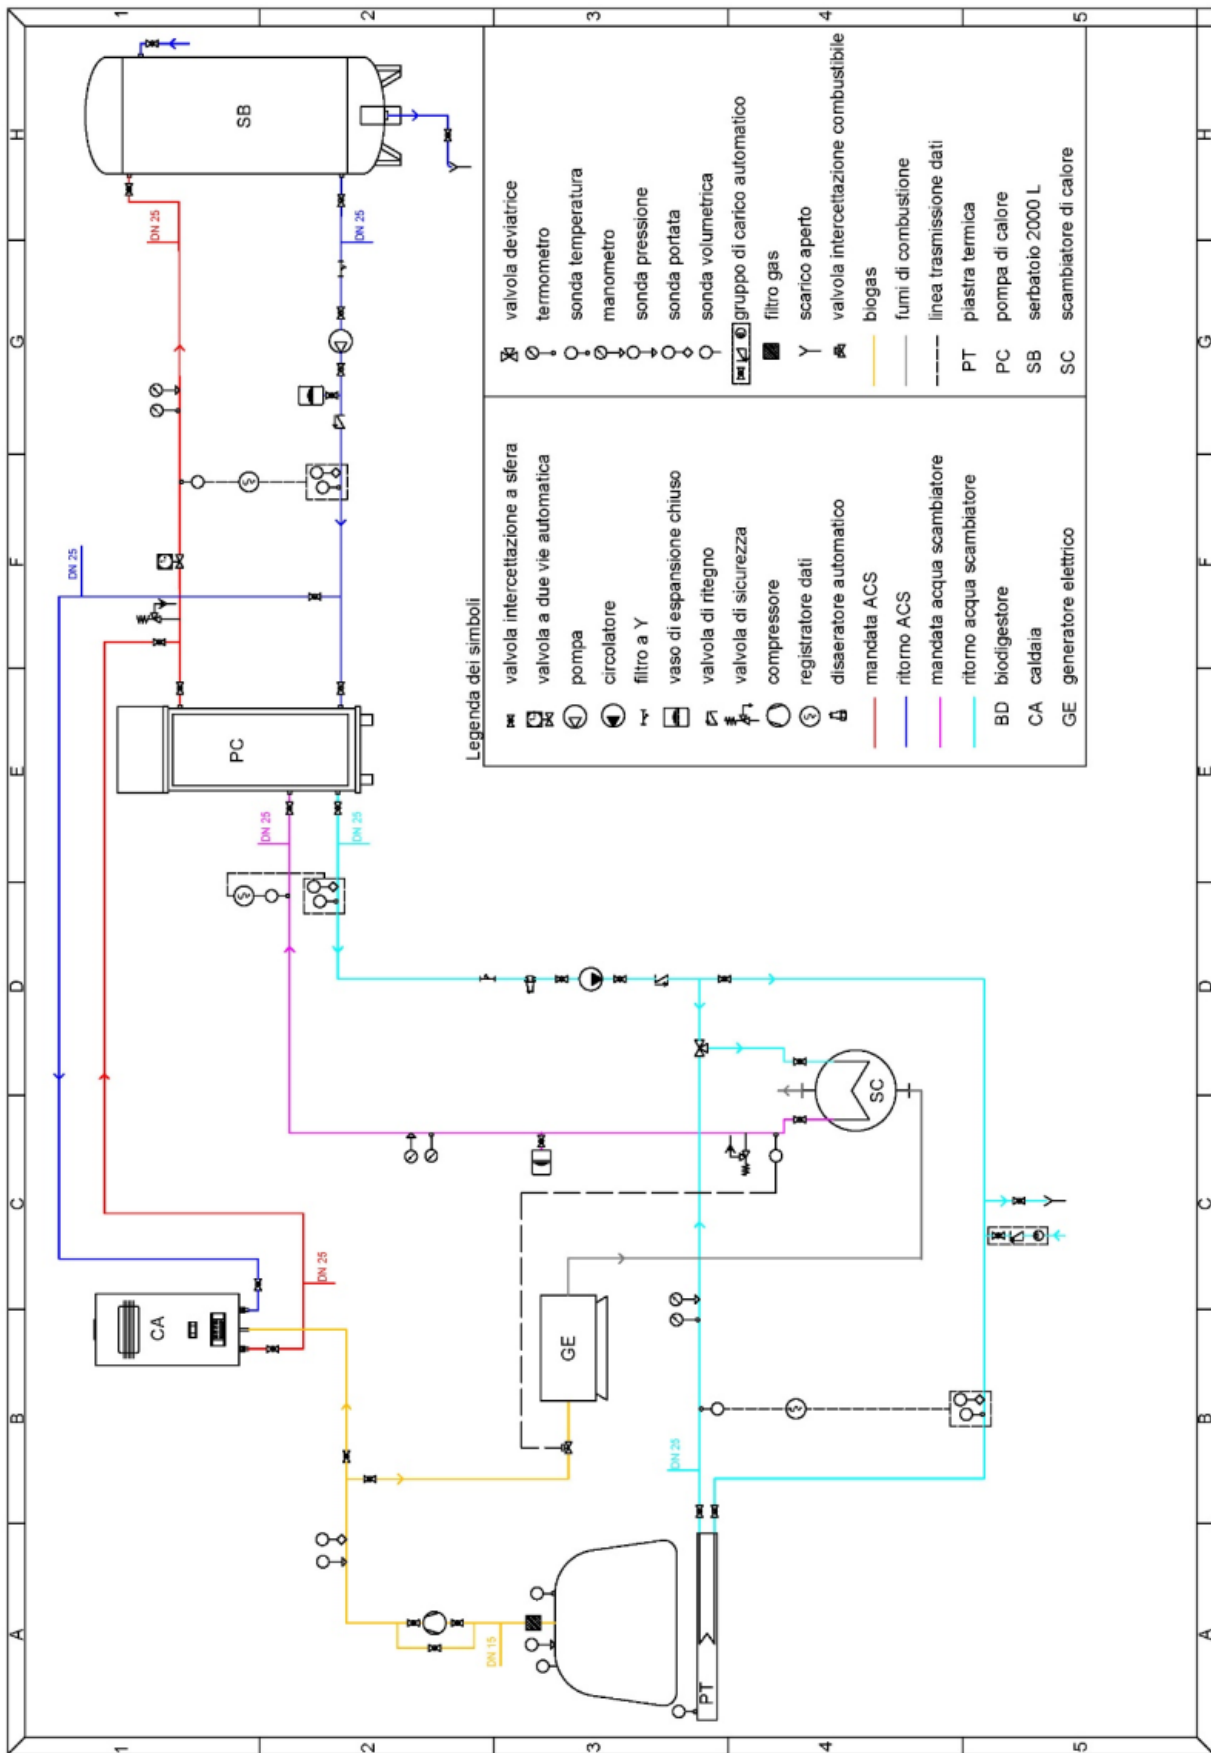 A
B
C
D
E
F
G
H
1
2
3
4
5
CA
DN 25
DN 25
DN 25
SB
DN 25
PC
DN 25
DN 25
DN 15
GE
SC
DN 25
PT
Legenda dei simboli
valvola intercettazione a sfera
valvola a due vie automatica
pompa
circolatore
filtro a Y
vaso di espansione chiuso
valvola di ritegno
valvola di sicurezza
compressore
registratore dati
disaeratore automatico
mandata ACS
ritorno ACS
mandata acqua scambiatore
ritorno acqua scambiatore
BD biodigestore
CA caldaia
GE generatore elettrico
valvola deviatrice
termometro
sonda temperatura
manometro
sonda pressione
sonda portata
sonda volumetrica
gruppo di carico automatico
filtro gas
scarico aperto
valvola intercettazione combustibile
biogas
fumi di combustione
linea trasmissione dati
PT piastra termica
PC pompa di calore
SB serbatoio 2000 L
SC scambiatore di calore
A
B
C
D
E
F
G
H
1
2
3
4
5